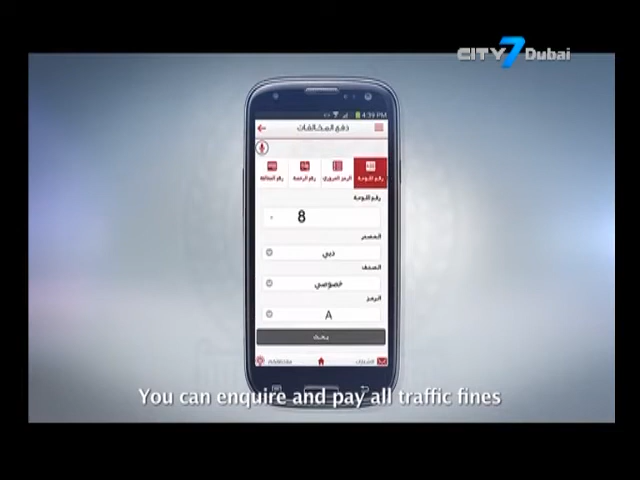 CITY7 Dubai
4:39 PM
دفع المخالفات
رقم اللوحة
الرمز المروري
رقم الرخصة
رقم المخالفة
رقم اللوحة
8
المصدر
دبي
الصنف
خصوصي
الرمز
A
بحث
You can enquire and pay all traffic fines